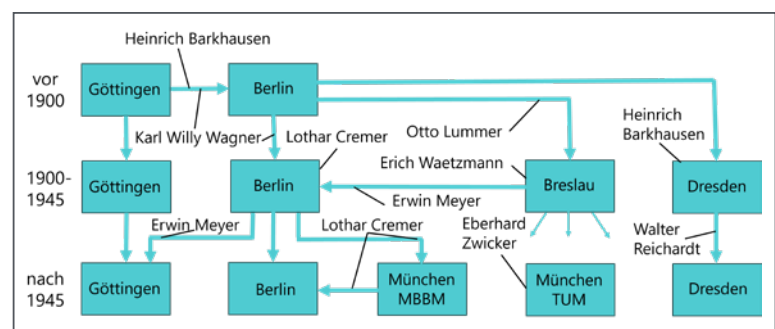 Heinrich Barkhausen
vor
1900
Göttingen
Berlin
Karl Willy Wagner
Lothar Cremer
Otto Lummer
Heinrich
Barkhausen
1900-
1945
Göttingen
Berlin
Erich Waetzmann
Erwin Meyer
Breslau
Dresden
Erwin Meyer
Lothar Cremer
Eberhard
Zwicker
Walter
Reichardt
nach
1945
Göttingen
Berlin
München
MBBM
München
TUM
Dresden